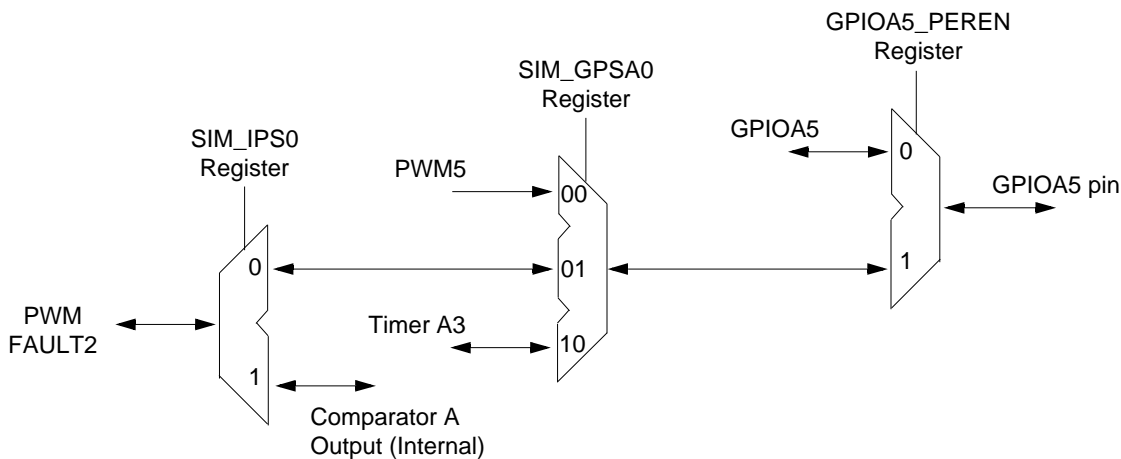 GPIOA5_PEREN
Register
SIM_GPSA0
Register
SIM_IPS0
Register
GPIOA5
0
PWM5
00
GPIOA5 pin
0
01
1
PWM
FAULT2
Timer A3
10
1
Comparator A
Output (Internal)